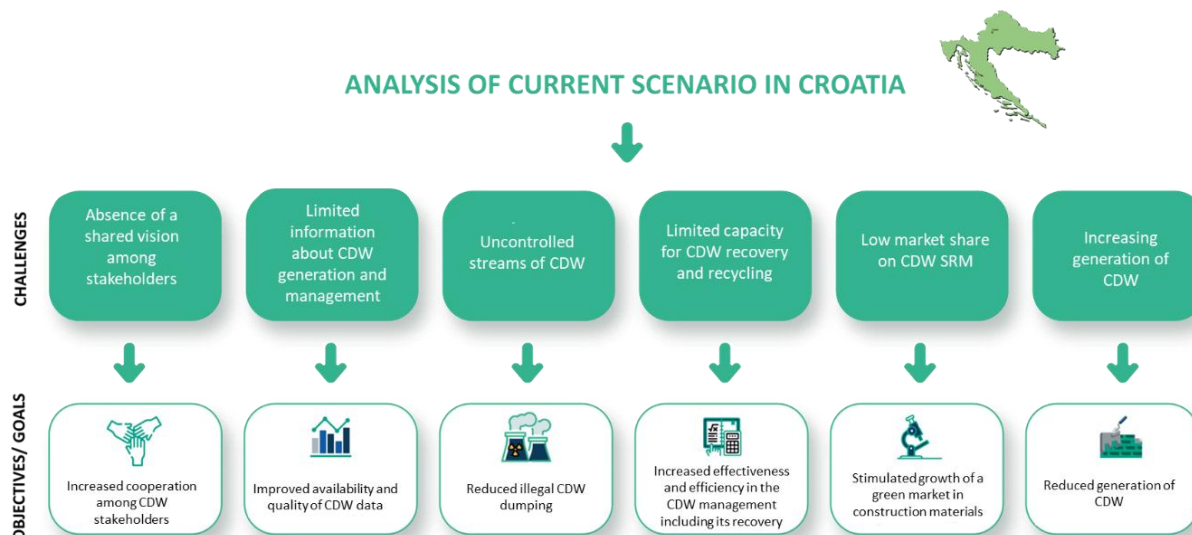 ANALYSIS OF CURRENT SCENARIO IN CROATIA
CHALLENGES
Absence of a
shared vision
among
stakeholders
Limited
information
about CDW
generation and
management
Uncontrolled
streams of CDW
Limited capacity
for CDW recovery
and recycling
Low market share
on CDW SRM
Increasing
generation of
CDW
OBJECTIVES/ GOALS
Increased cooperation
among CDW
stakeholders
Improved availability and
quality of CDW data
Reduced illegal CDW
dumping
Increased effectiveness
and efficiency in the
CDW management
including its recovery
Stimulated growth of a
green market in
construction materials
Reduced generation of
CDW